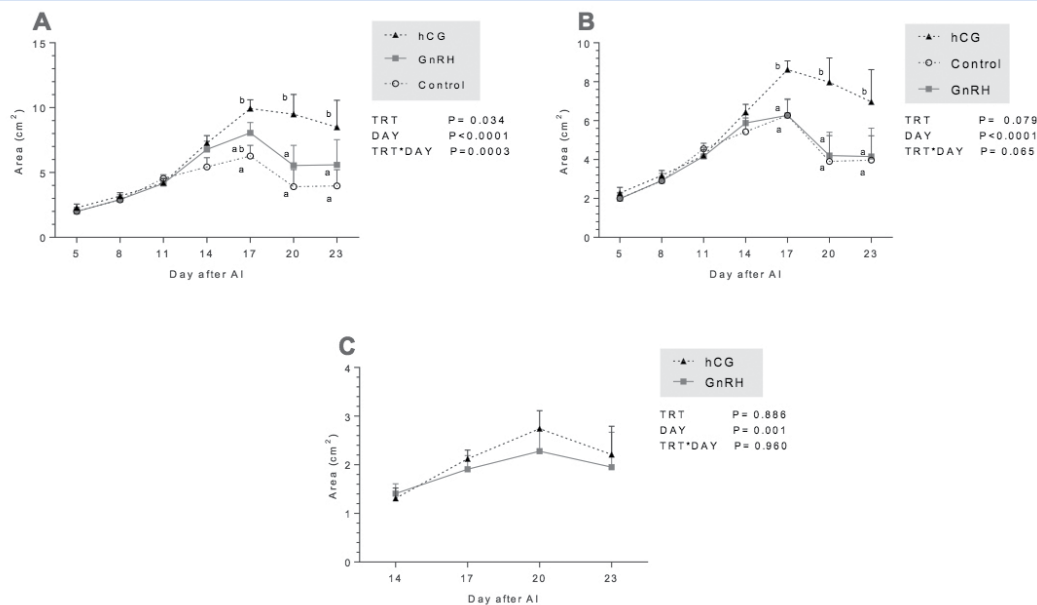 A
15
10
5
0
Area (cm 2)
b
b
b
a b
a
a
a
a
a
5 8 11 14 17 20 23
Day after AI
hCG
GnRH
Control
TRT P= 0.034
DAY P<0.0001
TRT*DAY P=0.0003
B
10
8
6
4
2
0
Area (cm 2)
b
b
b
a
a
a
a
a
a
5 8 11 14 17 20 23
Day after AI
hCG
Control
GnRH
TRT P= 0.079
DAY P<0.0001
TRT*DAY P= 0.065
C
4
3
2
1
0
Area (cm 2)
14 17 20 23
Day after AI
hCG
GnRH
TRT P= 0.886
DAY P= 0.001
TRT*DAY P= 0.960